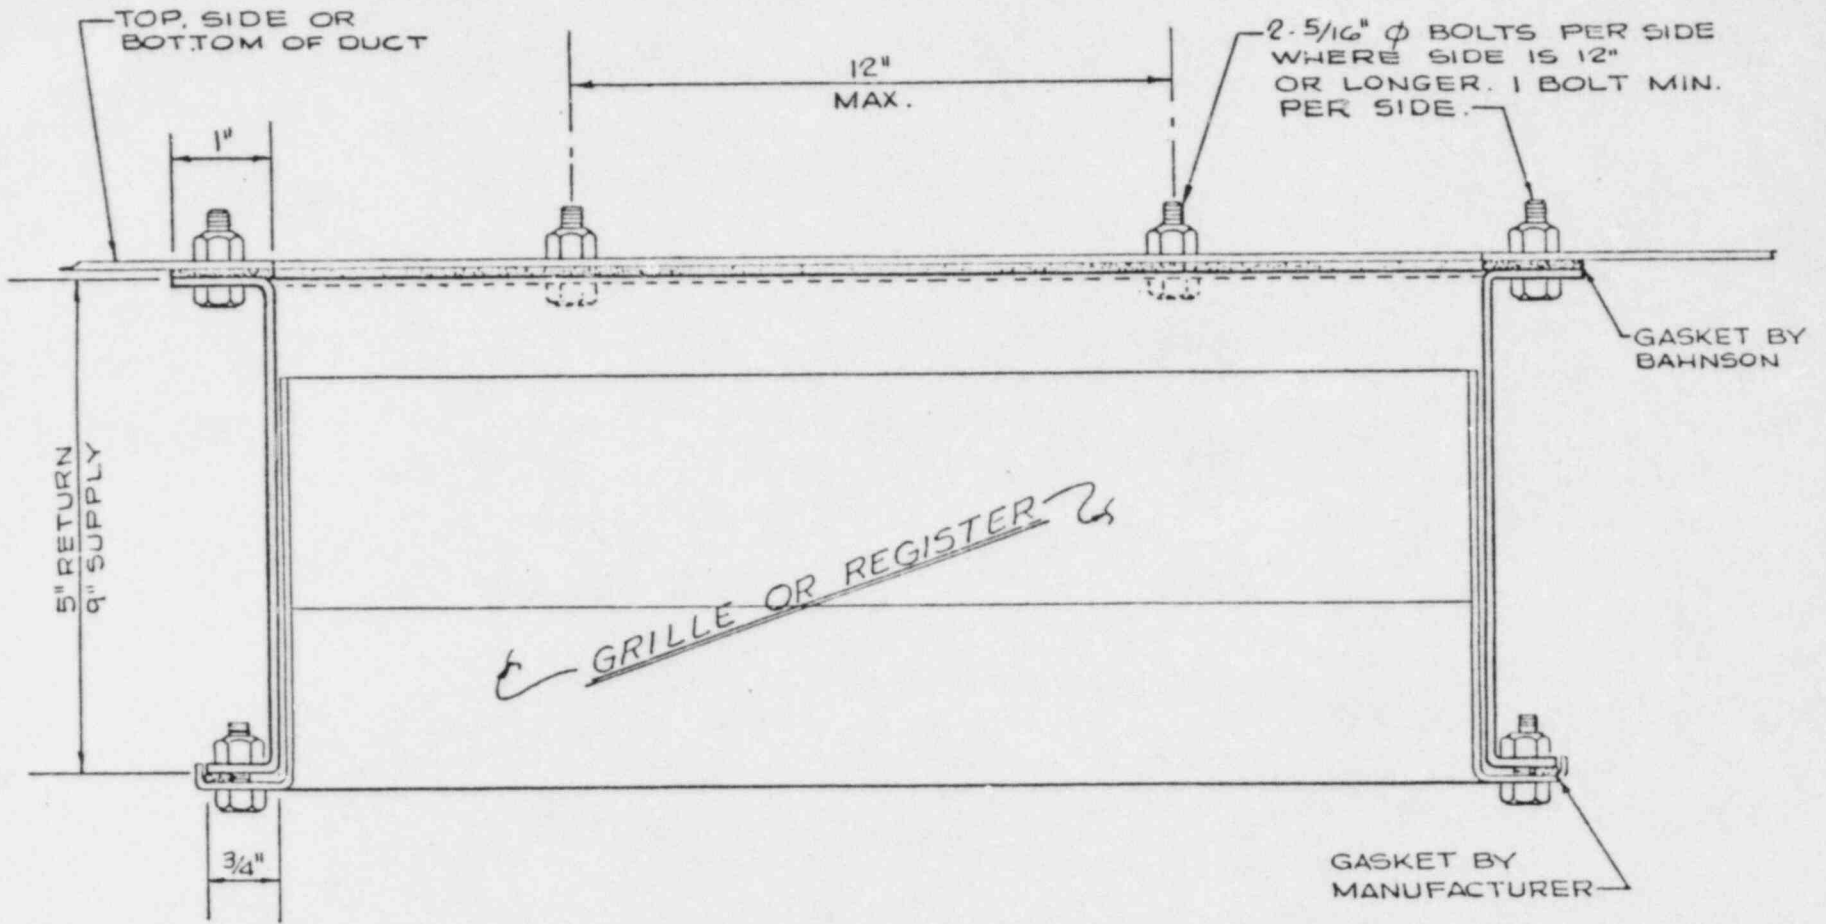 TOP, SIDE OR
BOTTOM OF DUCT
12"
MAX.
2-5/16" ϕ BOLTS PER SIDE
WHERE SIDE IS 12"
OR LONGER. 1 BOLT MIN.
PER SIDE.
1"
GASKET BY
BAHNSON
5" RETURN
9" SUPPLY
GRILLE OR REGISTER
3/4"
GASKET BY
MANUFACTURER